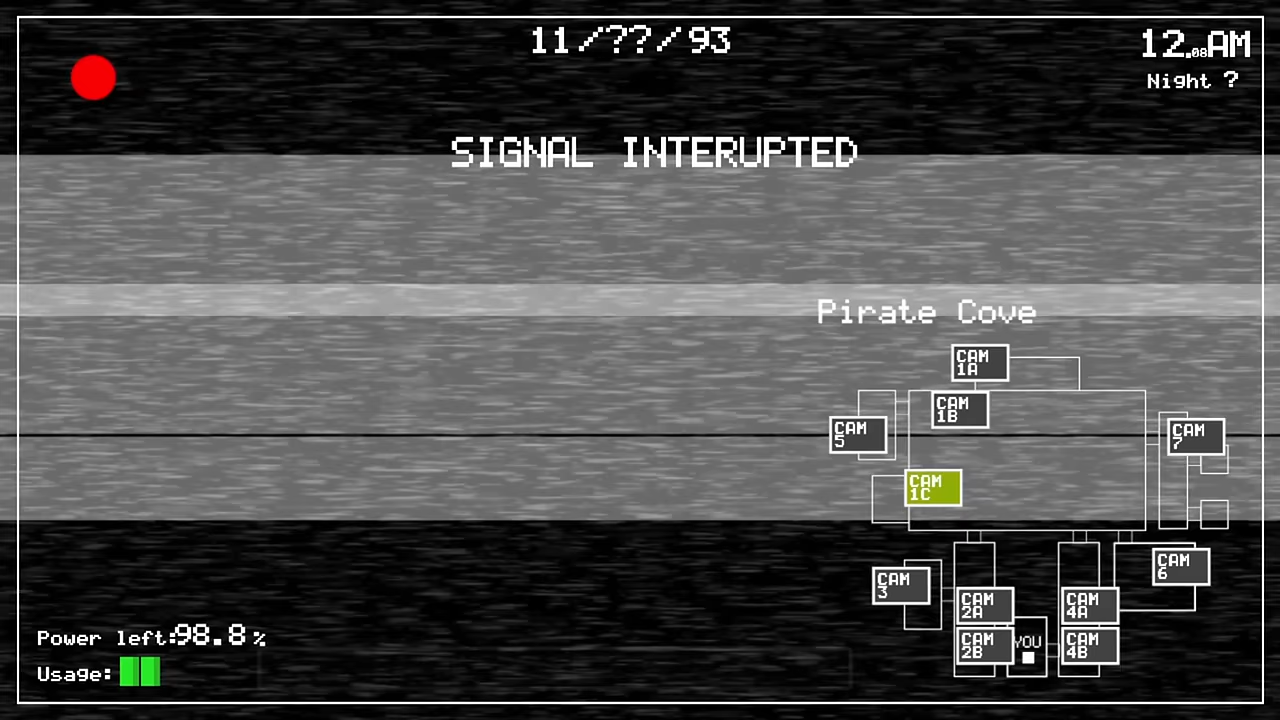 11/??/93
12.08AM
Night ?
SIGNAL INTERUPTED
Pirate Cove
CAM 1A
CAM 1B
CAM 5
CAM 7
CAM 1C
CAM 6
CAM 3
CAM 2A
CAM 4A
CAM 2B
YOU
CAM 4B
Power left:98.8%
Usage: